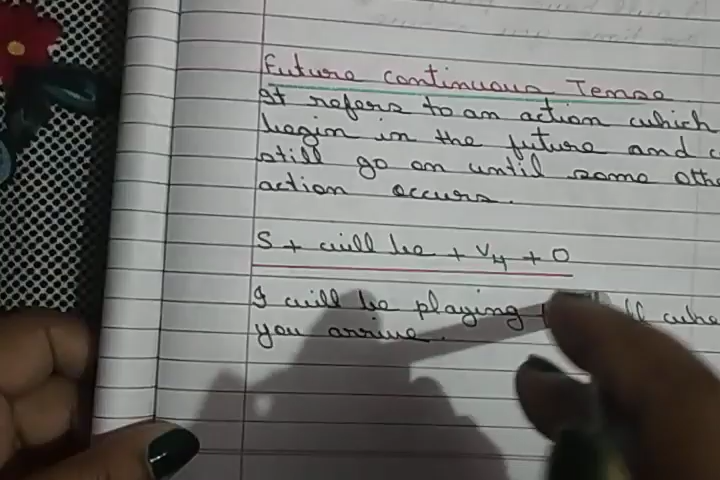 Future continuous Tense
It refers to an action which
begin in the future and
still go on until some
action occurs.
S + will be + V4 + O
I will be playing
you arrive.